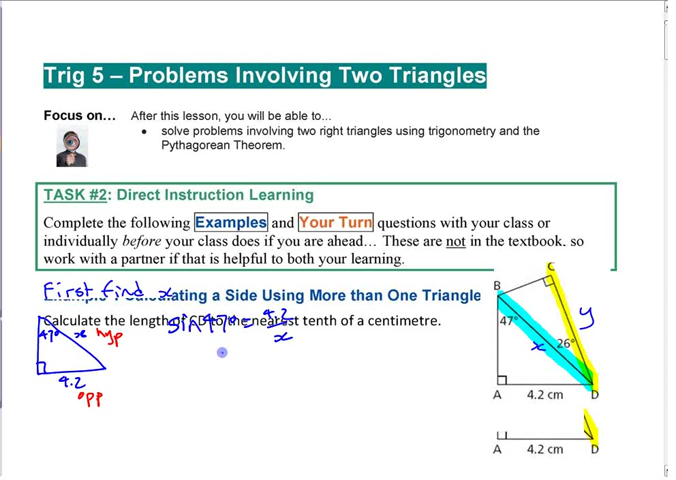 Trig 5 – Problems Involving Two Triangles
Focus on... After this lesson, you will be able to...
• solve problems involving two right triangles using trigonometry and the
Pythagorean Theorem.
TASK #2: Direct Instruction Learning
Complete the following Examples and Your Turn questions with your class or
individually before your class does if you are ahead... These are not in the textbook. so
work with a partner if that is helpful to both your learning.
First find x
ating a Side Using More than One Triangle
Calculate the length of CD to the nearest tenth of a centimetre.
sin 47° = 4.2
x
47° x hyp
4.2
opp
C
B
y
47°
x 26°
A 4.2 cm D
A 4.2 cm D